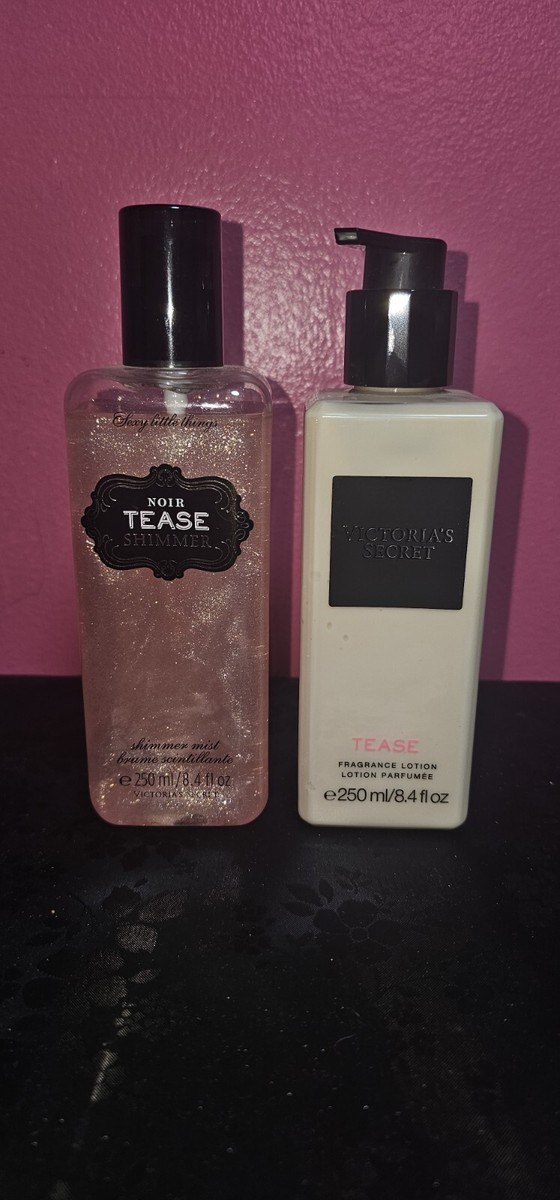 Sexy little things
NOIR
TEASE
SHIMMER
shimmer mist
brume scintillante
e 250 ml/8.4 fl oz
VICTORIA'S SECRET
VICTORIA'S
SECRET
TEASE
FRAGRANCE LOTION
LOTION PARFUMÉE
e 250 ml/8.4 fl oz